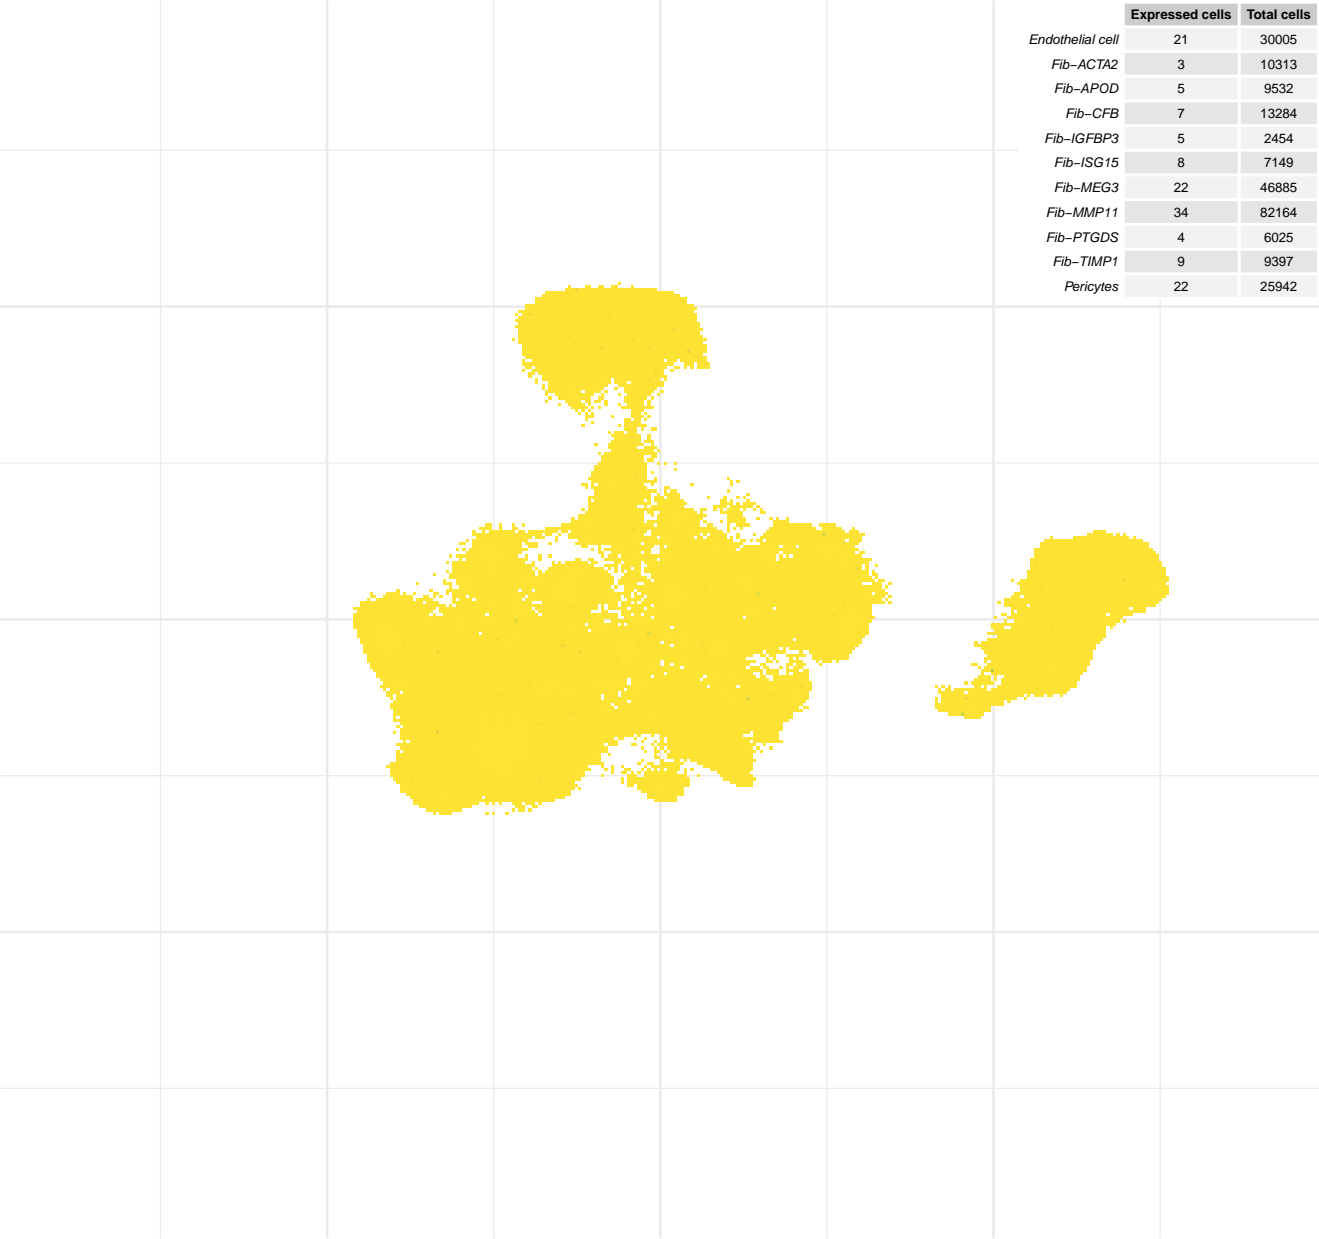 Expressed cells Total cells
Endothelial cell 21 30005
Fib−ACTA2 3 10313
Fib−APOD 5 9532
Fib−CFB 7 13284
Fib−IGFBP3 5 2454
Fib−ISG15 8 7149
Fib−MEG3 22 46885
Fib−MMP11 34 82164
Fib−PTGDS 4 6025
Fib−TIMP1 9 9397
Pericytes 22 25942